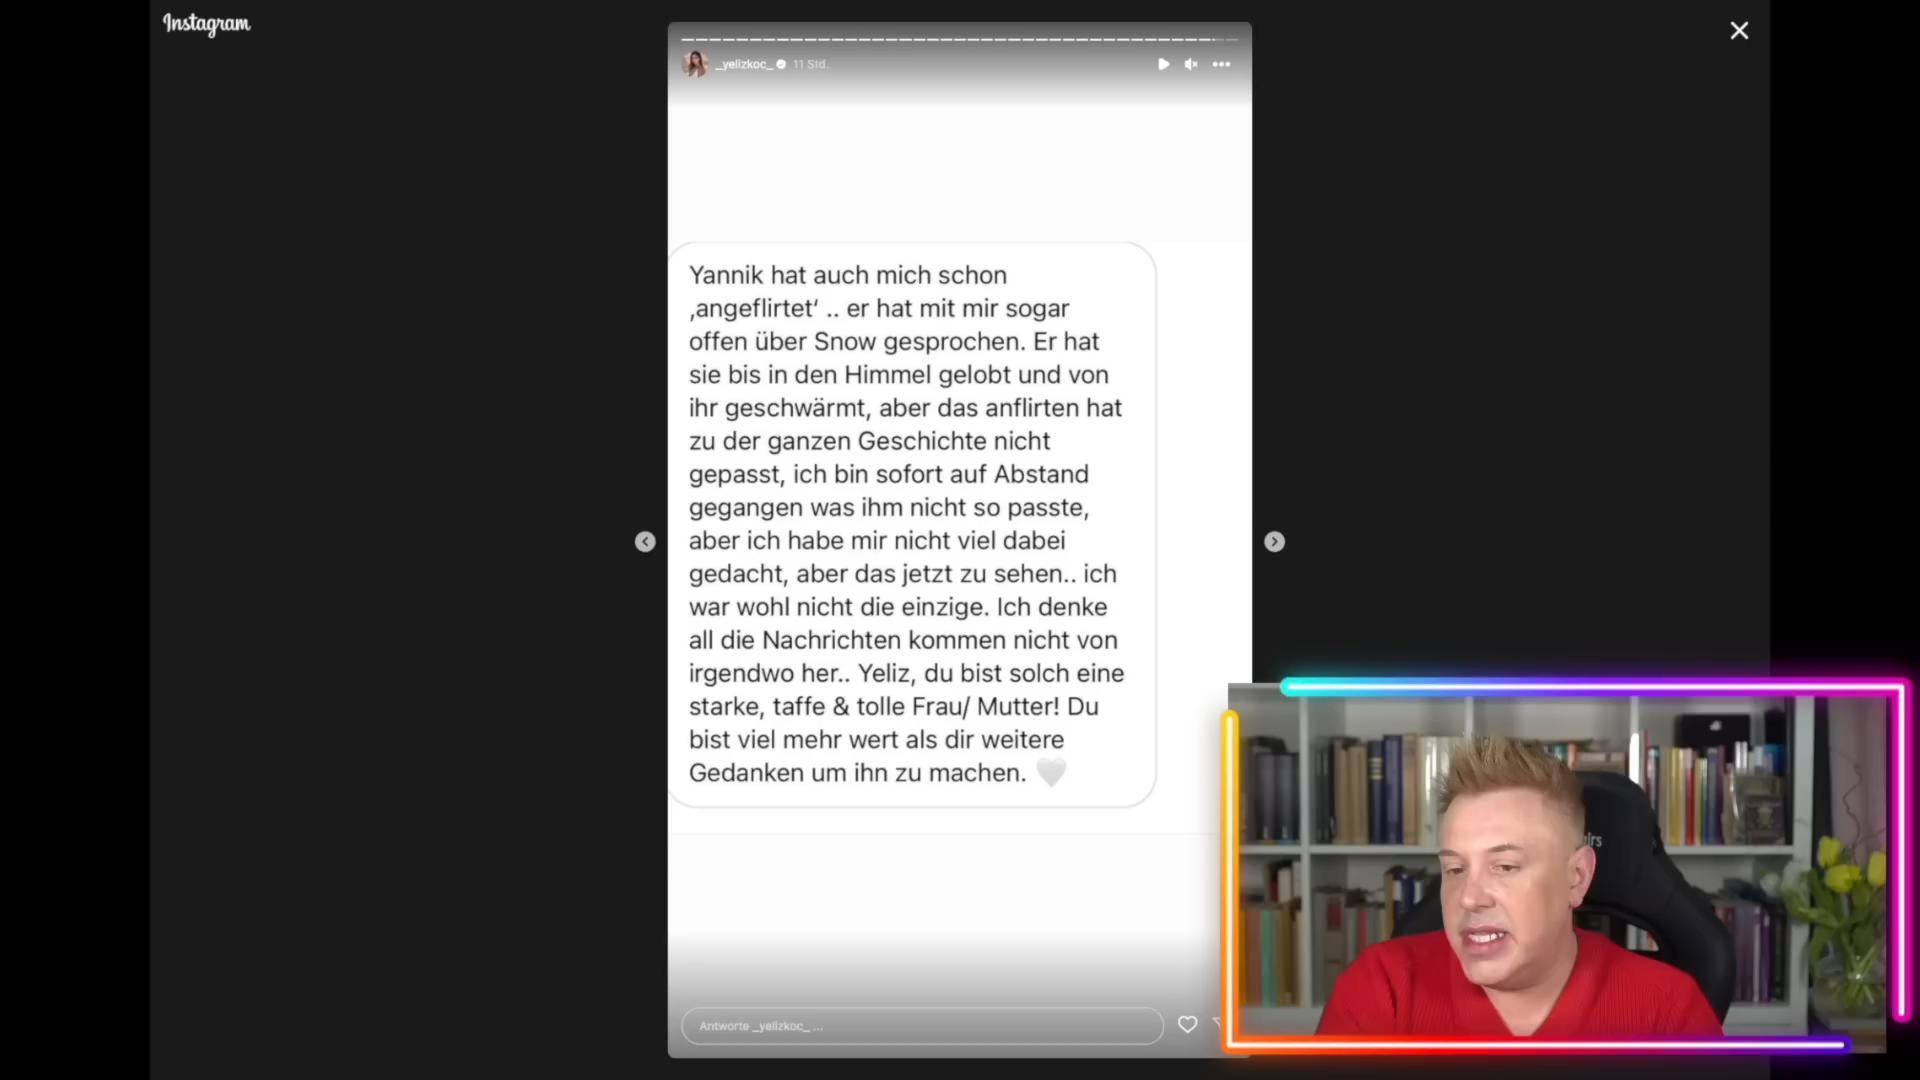 Instagram
_yelizkoc_ 11 Std.
Yannik hat auch mich schon
‚angeflirtet‘ .. er hat mit mir sogar
offen über Snow gesprochen. Er hat
sie bis in den Himmel gelobt und von
ihr geschwärmt, aber das anflirten hat
zu der ganzen Geschichte nicht
gepasst, ich bin sofort auf Abstand
gegangen was ihm nicht so passte,
aber ich habe mir nicht viel dabei
gedacht, aber das jetzt zu sehen.. ich
war wohl nicht die einzige. Ich denke
all die Nachrichten kommen nicht von
irgendwo her.. Yeliz, du bist solch eine
starke, taffe & tolle Frau/ Mutter! Du
bist viel mehr wert als dir weitere
Gedanken um ihn zu machen. 🤍
Antworte _yelizkoc_ ...